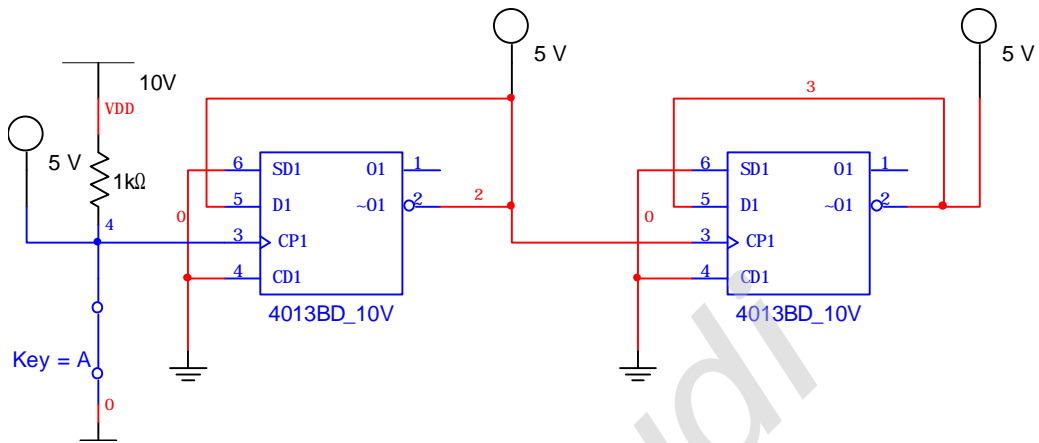 5 V
5 V
10V
VDD
5 V
1kΩ
4
Key = A
0
0
6 SD1 O1 1
5 D1 ~O1 2
3 CP1
4 CD1
4013BD_10V
2
0
3
6 SD1 O1 1
5 D1 ~O1 2
3 CP1
4 CD1
4013BD_10V